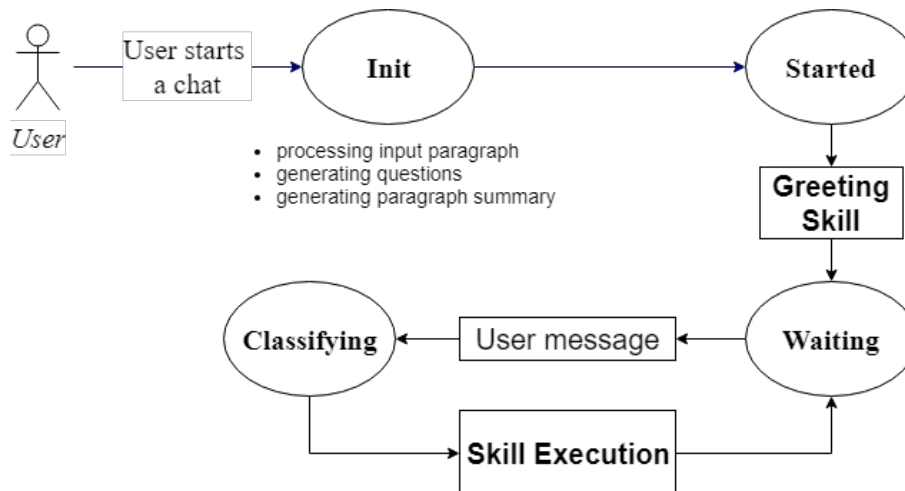 User starts
a chat
Init
Started
User
• processing input paragraph
• generating questions
• generating paragraph summary
Greeting
Skill
Classifying
User message
Waiting
Skill Execution